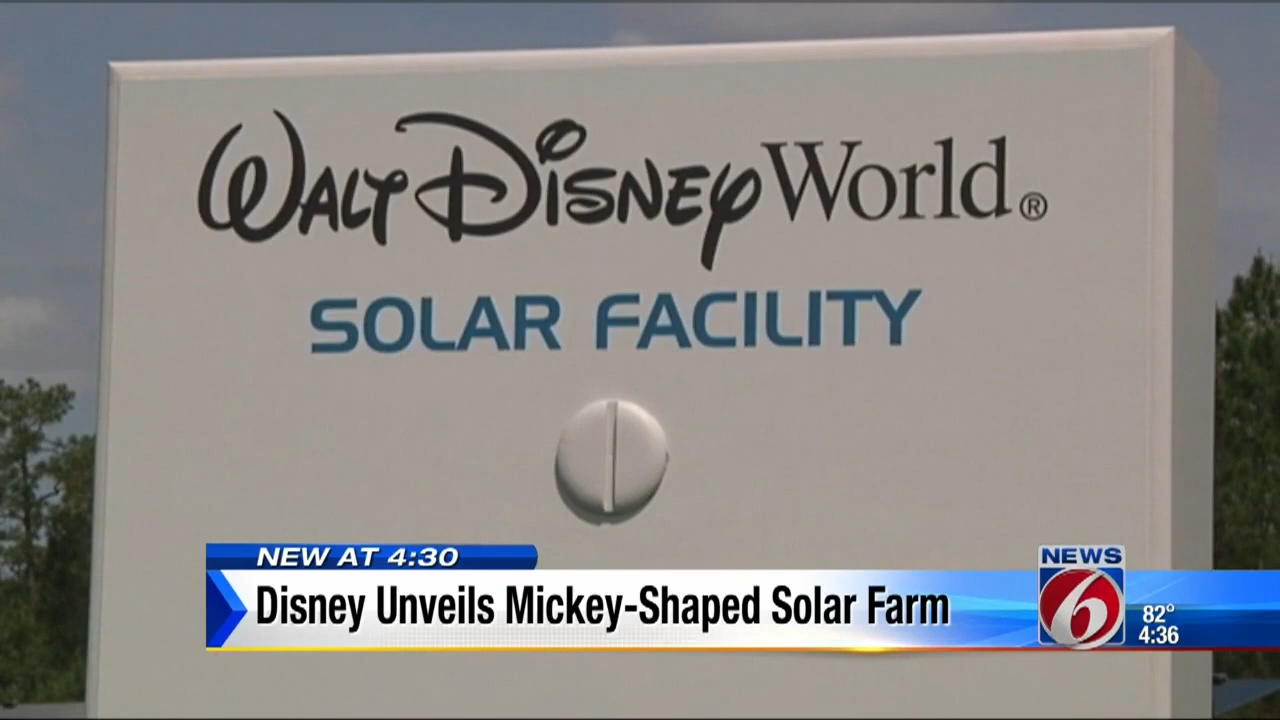 WALT DISNEY World®
SOLAR FACILITY
NEW AT 4:30
Disney Unveils Mickey-Shaped Solar Farm
NEWS
6
82°
4:36